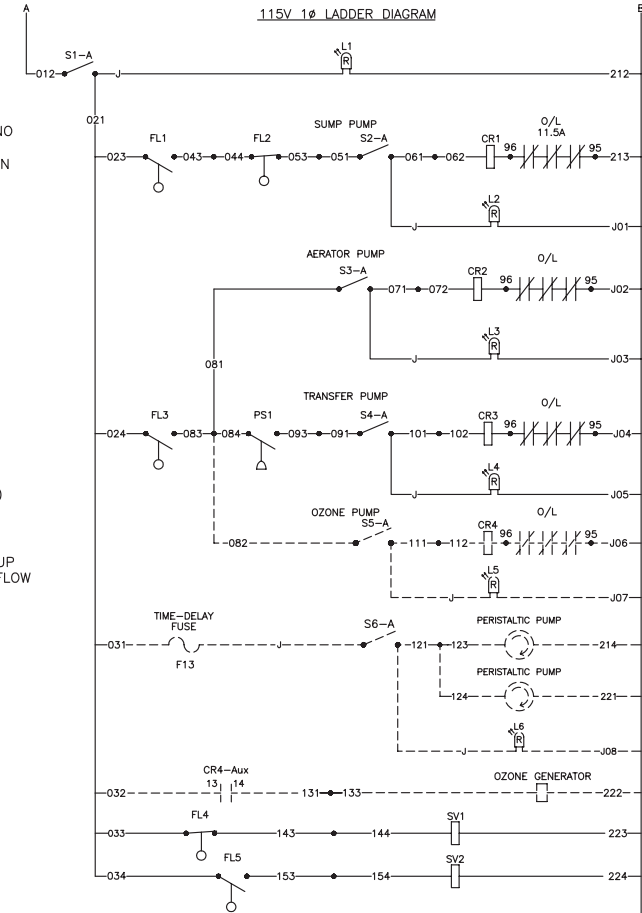 115V 1ø LADDER DIAGRAM
A
S1-A
L1
R
012
J
212
021
NO
N
SUMP PUMP
O/L
11.5A
FL1
FL2
S2-A
CR1
96
95
023
043
044
053
051
061
062
213
L2
R
J
J01
AERATOR PUMP
O/L
S3-A
CR2
96
95
071
072
J02
L3
R
081
J
J03
TRANSFER PUMP
O/L
FL3
PS1
S4-A
CR3
96
95
024
083
084
093
091
101
102
J04
L4
R
J
J05
)
OZONE PUMP
O/L
S5-A
CR4
96
95
082
111
112
J06
UP
FLOW
L5
R
J
J07
TIME-DELAY
FUSE
S6-A
PERISTALTIC PUMP
031
F13
J
121
123
214
PERISTALTIC PUMP
124
221
L6
R
J
J08
CR4-Aux
13
14
OZONE GENERATOR
032
131
133
222
FL4
SV1
033
143
144
223
FL5
SV2
034
153
154
224